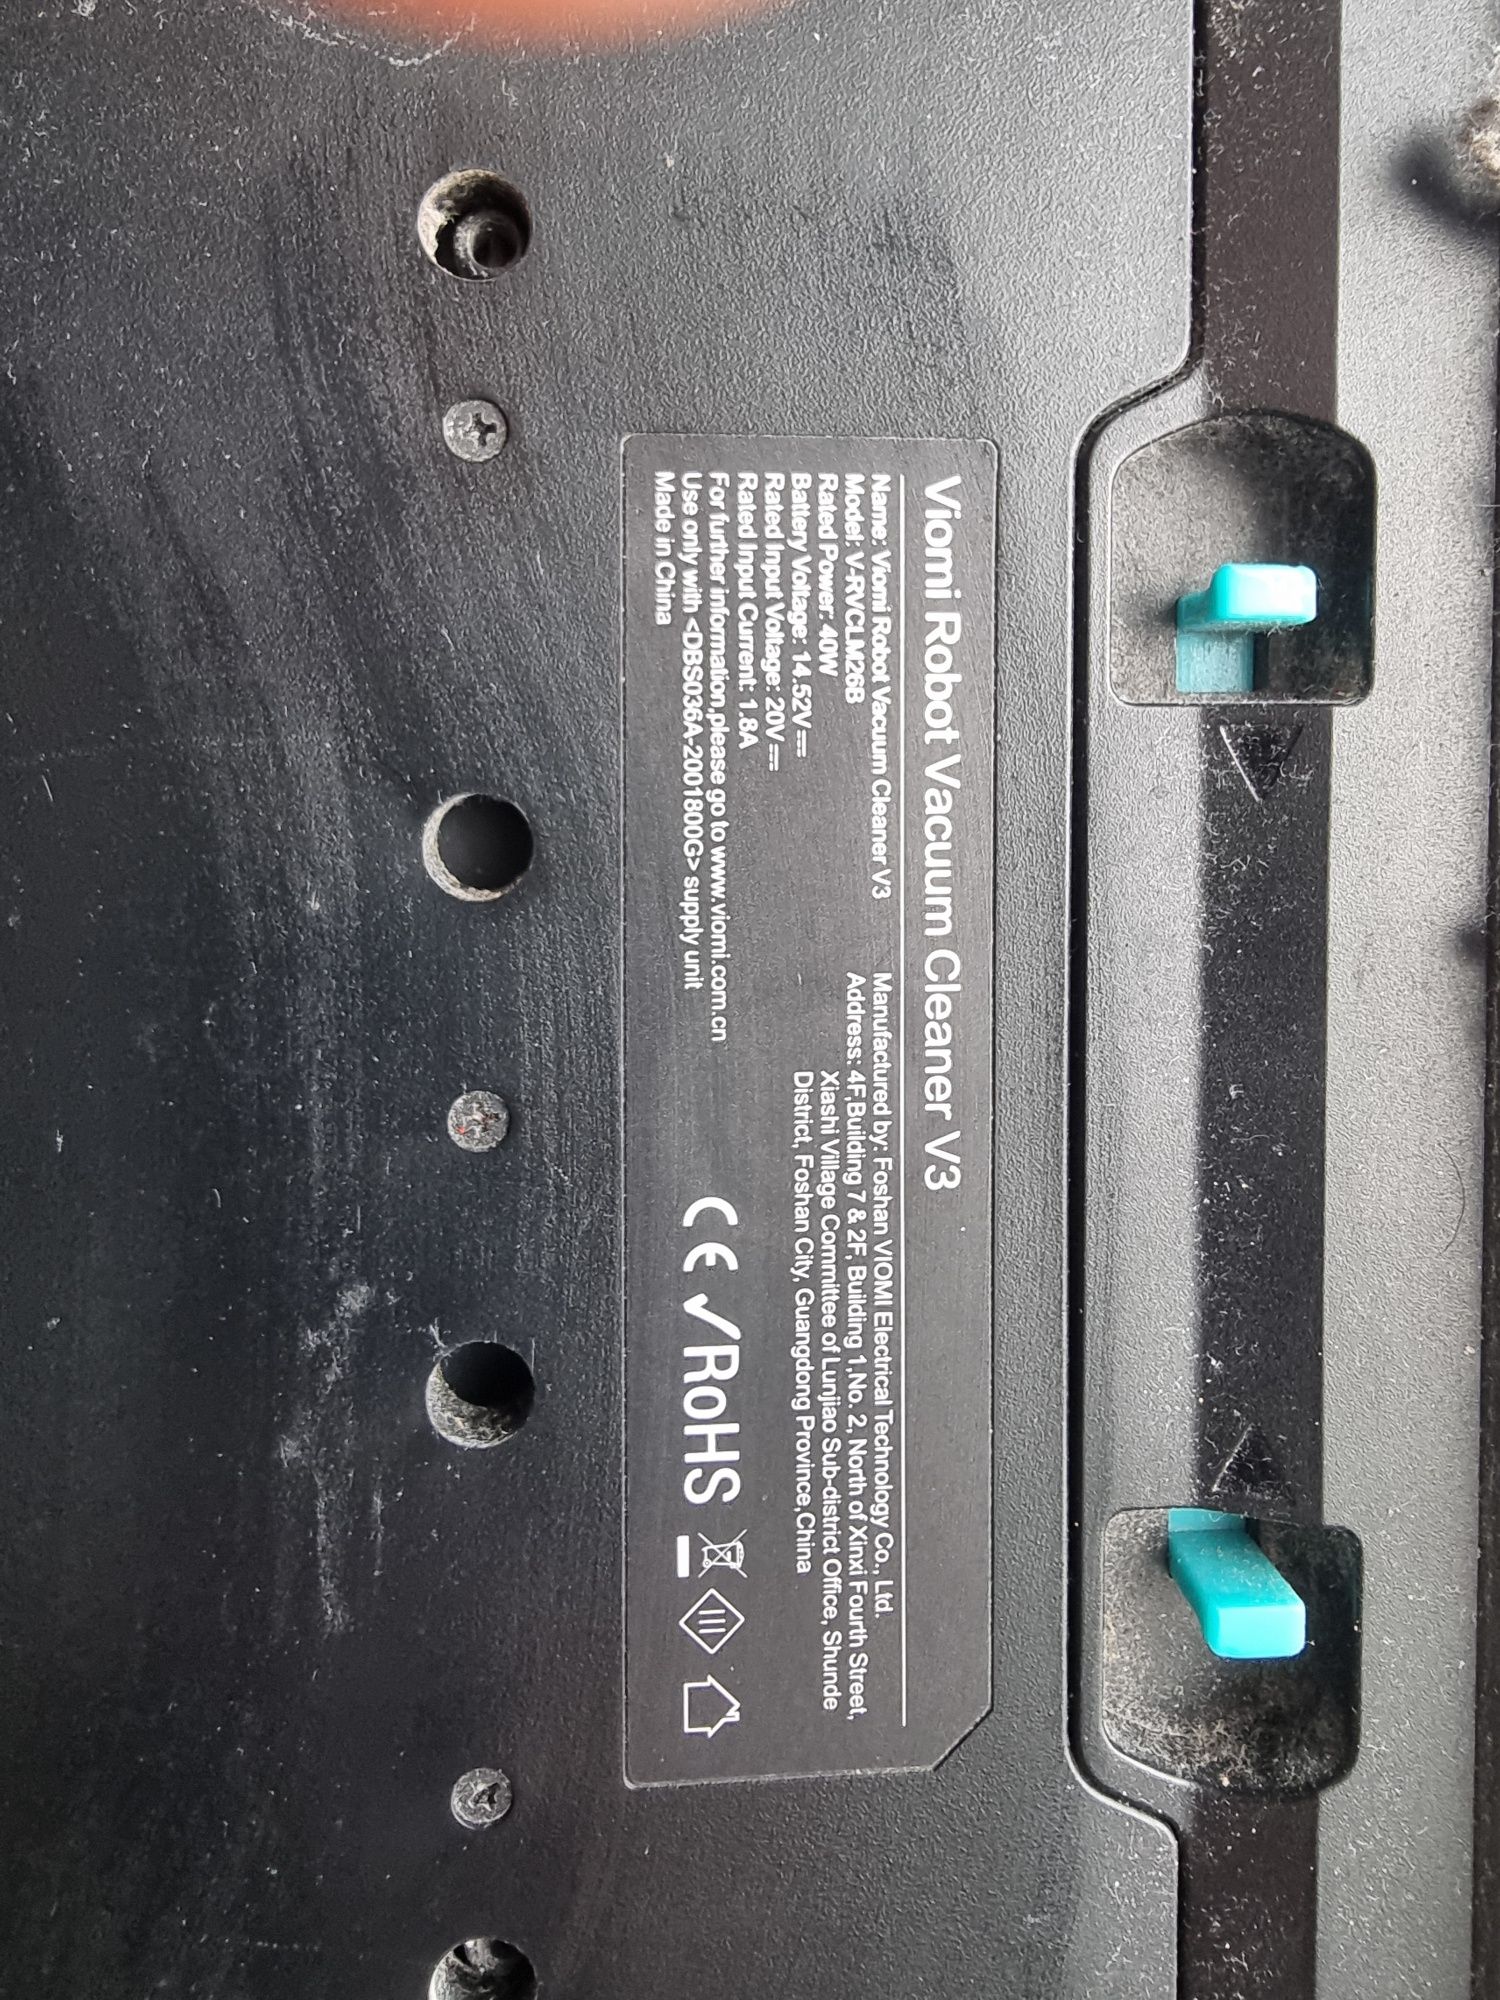 Viomi Robot Vacuum Cleaner V3
Name: Viomi Robot Vacuum Cleaner V3
Model: V-RVCLM26B
Rated Power: 40W
Battery Voltage: 14.52V⎓
Rated Input Voltage: 20V⎓
Rated Input Current: 1.8A
For further information,please go to www.viomi.com.cn
Use only with <DBS036A-2001800G> supply unit
Made in China
Manufactured by: Foshan VIOMI Electrical Technology Co., Ltd.
Address: 4F,Building 7 & 2F, Building 1,No. 2, North of Xinxi Fourth Street,
Xiashi Village Committee of Lunjiao Sub-district Office, Shunde
District, Foshan City, Guangdong Province,China
CE ✓RoHS